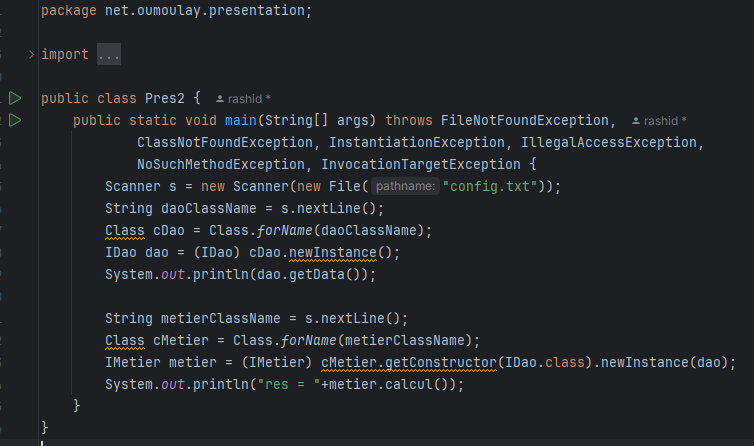 package net.oumoulay.presentation;
import ...
public class Pres2 { rashid *
public static void main(String[] args) throws FileNotFoundException, rashid *
ClassNotFoundException, InstantiationException, IllegalAccessException,
NoSuchMethodException, InvocationTargetException {
Scanner s = new Scanner(new File( pathname: "config.txt"));
String daoClassName = s.nextLine();
Class cDao = Class.forName(daoClassName);
IDao dao = (IDao) cDao.newInstance();
System.out.println(dao.getData());
String metierClassName = s.nextLine();
Class cMetier = Class.forName(metierClassName);
IMetier metier = (IMetier) cMetier.getConstructor(IDao.class).newInstance(dao);
System.out.println("res = "+metier.calcul());
}
}